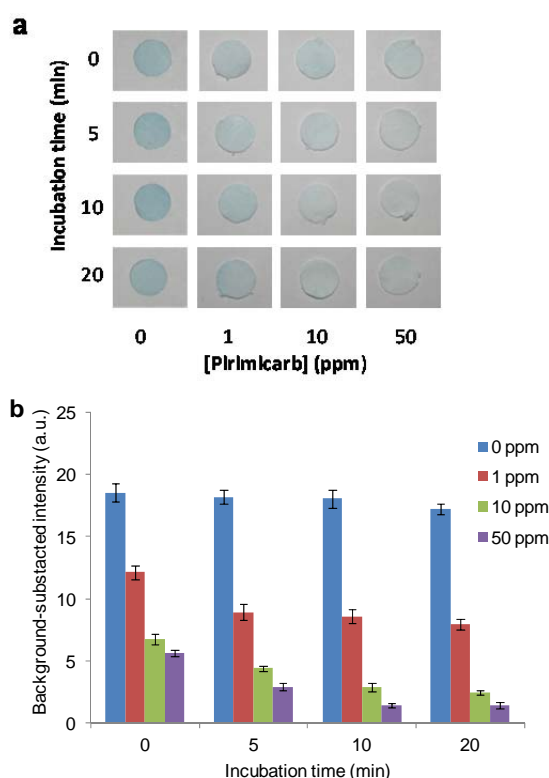 a
Incubation time (min)
0
5
10
20
0 1 10 50
[Pirimicarb] (ppm)
b
Background-substacted intensity (a.u.)
25
20
15
10
5
0
0 ppm
1 ppm
10 ppm
50 ppm
0 5 10 20
Incubation time (min)